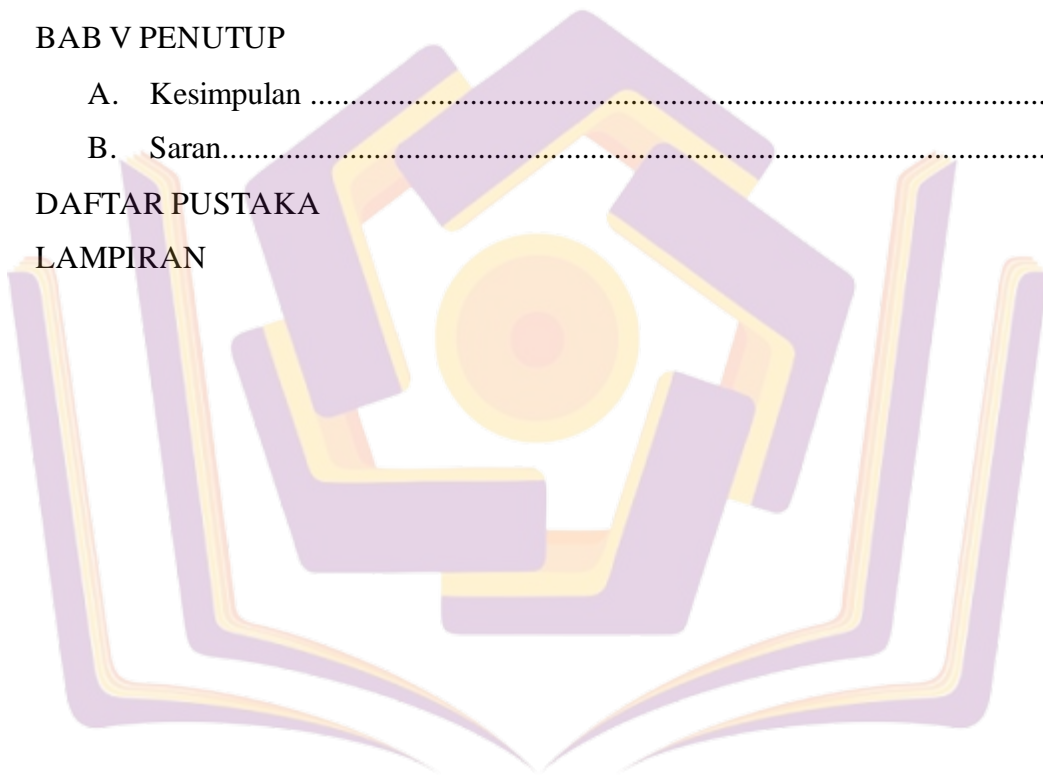 BAB V PENUTUP
A. Kesimpulan ....................................................................................
B. Saran...............................................................................................
DAFTAR PUSTAKA
LAMPIRAN